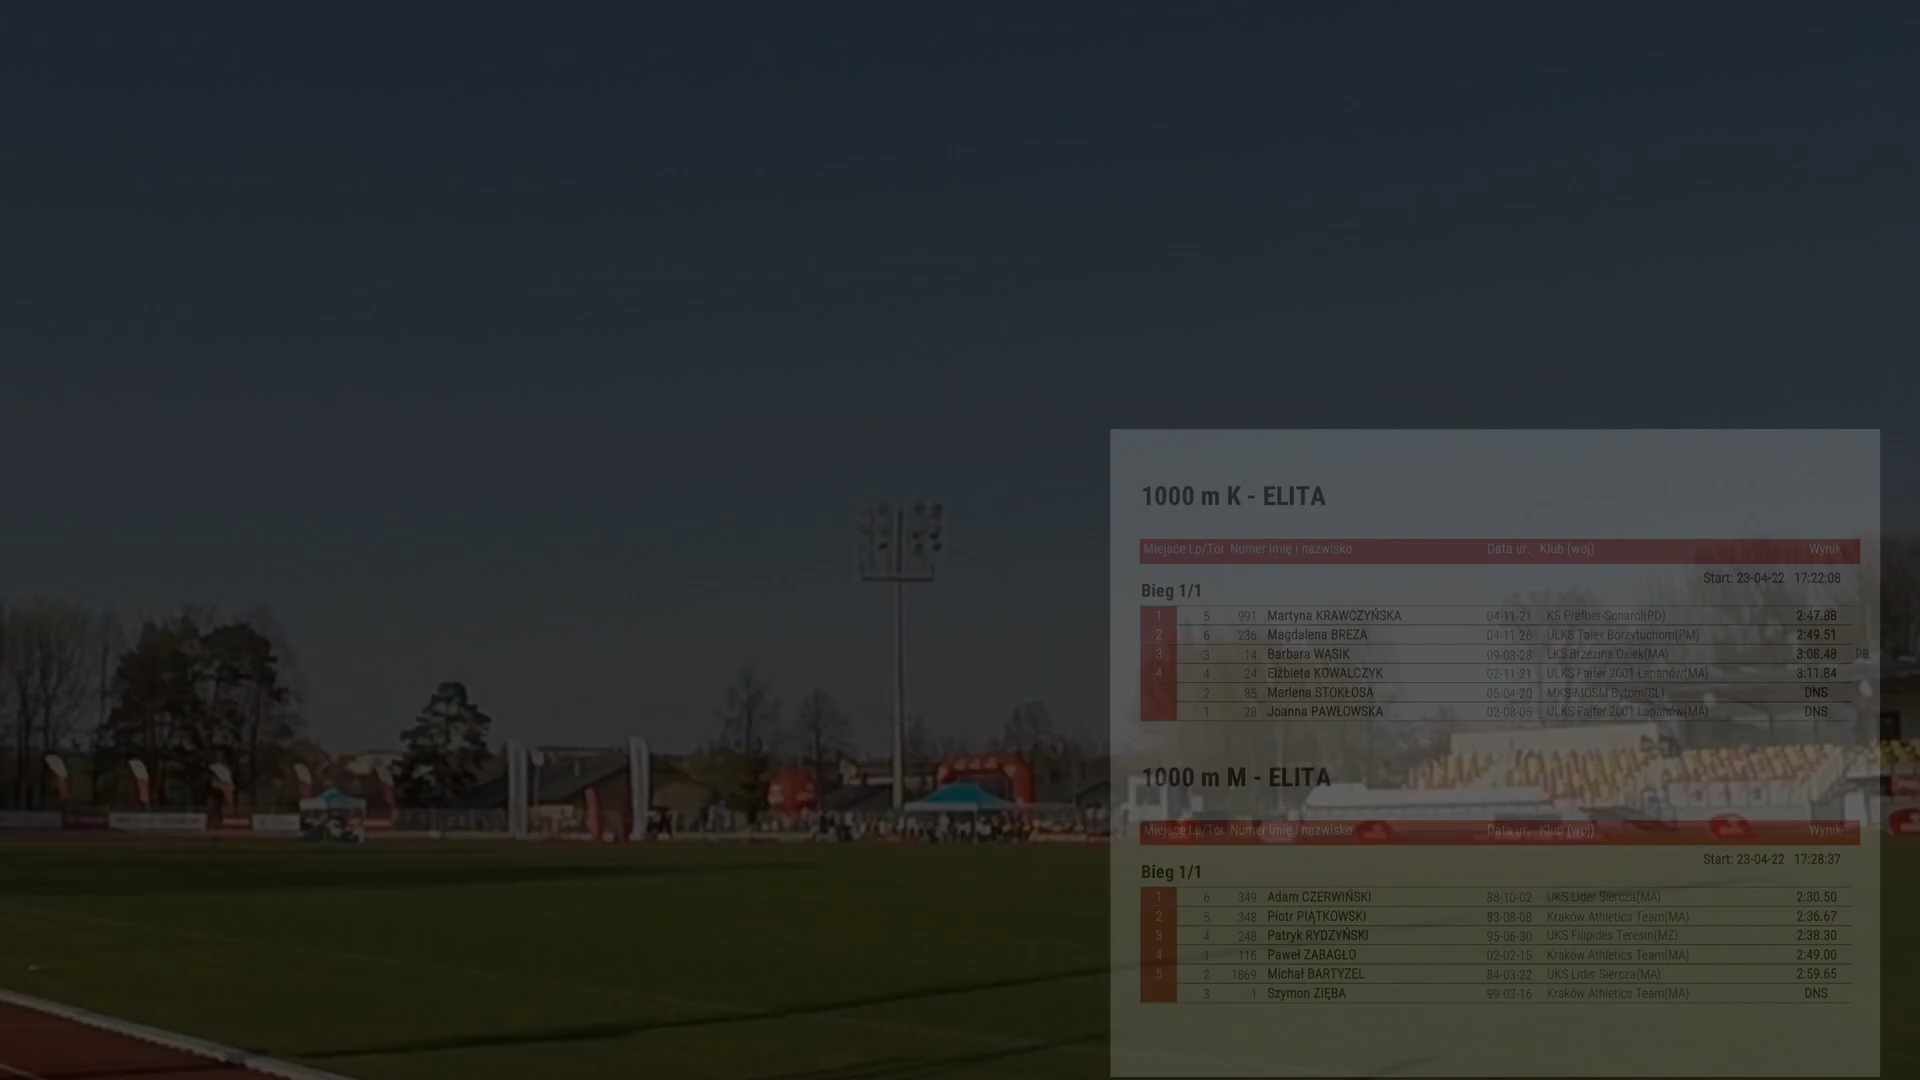 1000 m K - ELITA
Miejsce Lp/Tor Numer Imię i nazwisko Data ur. Klub (woj) Wynik
Start: 23-04-22 17:22:08
Bieg 1/1
1 5 991 Martyna KRAWCZYŃSKA 04-11-21 KS Prefbet-Sonarol(PD) 2:47.88
2 6 236 Magdalena BREZA 04-11-26 ULKS Talex Borzytuchom(PM) 2:49.51
3 3 14 Barbara WĄSIK 09-03-28 LKS Brzezina Osiek(MA) 3:08.48 PB
4 4 24 Elżbieta KOWALCZYK 02-11-21 ULKS Fajfer 2001 Łapanów(MA) 3:11.84
2 85 Marlena STOKŁOSA 05-04-20 MKS-MOSM Bytom(SL) DNS
1 28 Joanna PAWŁOWSKA 02-08-05 ULKS Fajfer 2001 Łapanów(MA) DNS
1000 m M - ELITA
Miejsce Lp/Tor Numer Imię i nazwisko Data ur. Klub (woj) Wynik
Start: 23-04-22 17:28:37
Bieg 1/1
1 6 349 Adam CZERWIŃSKI 88-10-02 UKS Lider Siercza(MA) 2:30.50
2 5 348 Piotr PIĄTKOWSKI 83-08-08 Kraków Athletics Team(MA) 2:36.67
3 4 248 Patryk RYDZYŃSKI 95-06-30 UKS Filipides Teresin(MZ) 2:38.30
4 1 116 Paweł ZABAGŁO 02-02-15 Kraków Athletics Team(MA) 2:49.00
5 2 1869 Michał BARTYZEL 84-03-22 UKS Lider Siercza(MA) 2:59.65
3 1 Szymon ZIĘBA 99-03-16 Kraków Athletics Team(MA) DNS